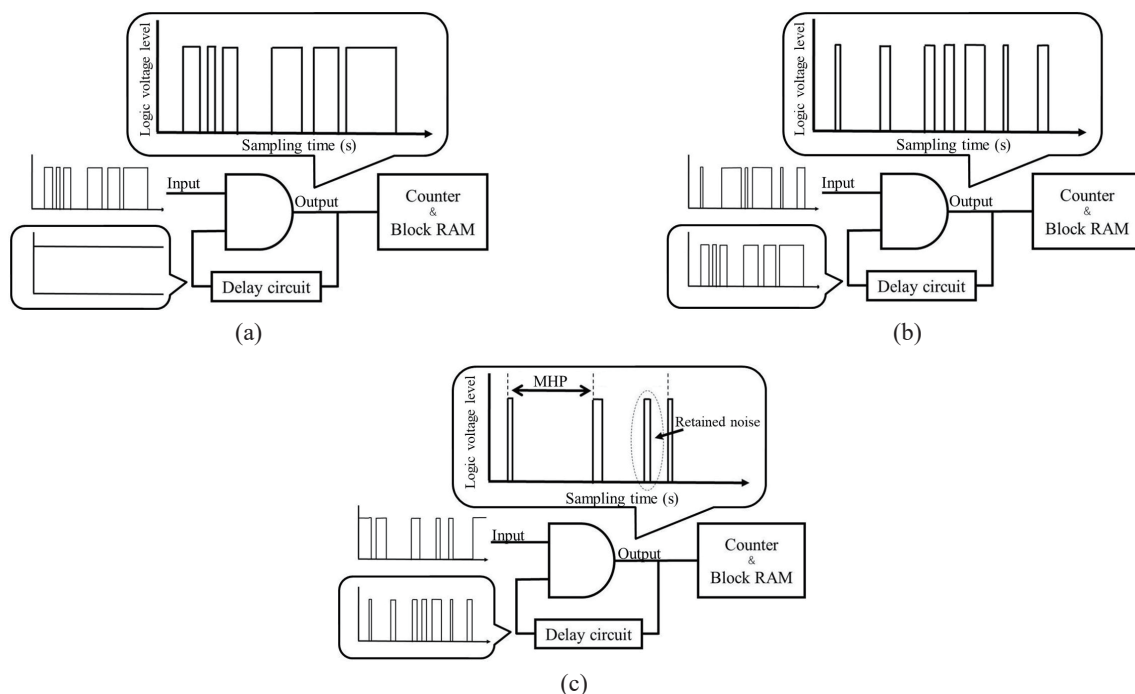 Logic voltage level
Sampling time (s)
Input
Output
Counter
&
Block RAM
Delay circuit
(a)
Logic voltage level
Sampling time (s)
Input
Output
Counter
&
Block RAM
Delay circuit
(b)
Logic voltage level
MHP
Retained noise
Sampling time (s)
Input
Output
Counter
&
Block RAM
Delay circuit
(c)